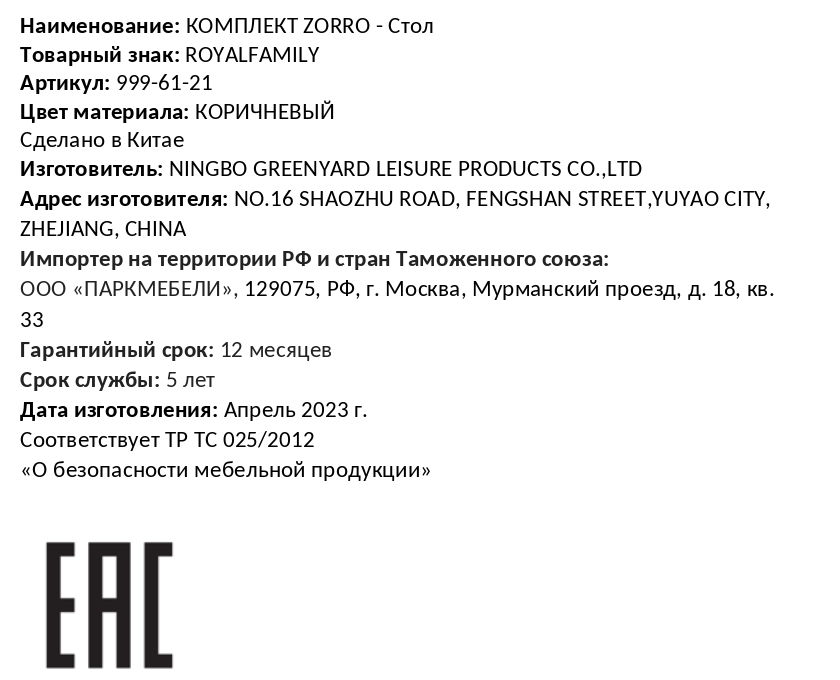 Наименование: КОМПЛЕКТ ZORRO - Стол
Товарный знак: ROYALFAMILY
Артикул: 999-61-21
Цвет материала: КОРИЧНЕВЫЙ
Сделано в Китае
Изготовитель: NINGBO GREENYARD LEISURE PRODUCTS CO.,LTD
Адрес изготовителя: NO.16 SHAOZHU ROAD, FENGSHAN STREET,YUYAO CITY,
ZHEJIANG, CHINA
Импортер на территории РФ и стран Таможенного союза:
ООО «ПАРКМЕБЕЛИ», 129075, РФ, г. Москва, Мурманский проезд, д. 18, кв.
33
Гарантийный срок: 12 месяцев
Срок службы: 5 лет
Дата изготовления: Апрель 2023 г.
Соответствует ТР ТС 025/2012
«О безопасности мебельной продукции»
EAC